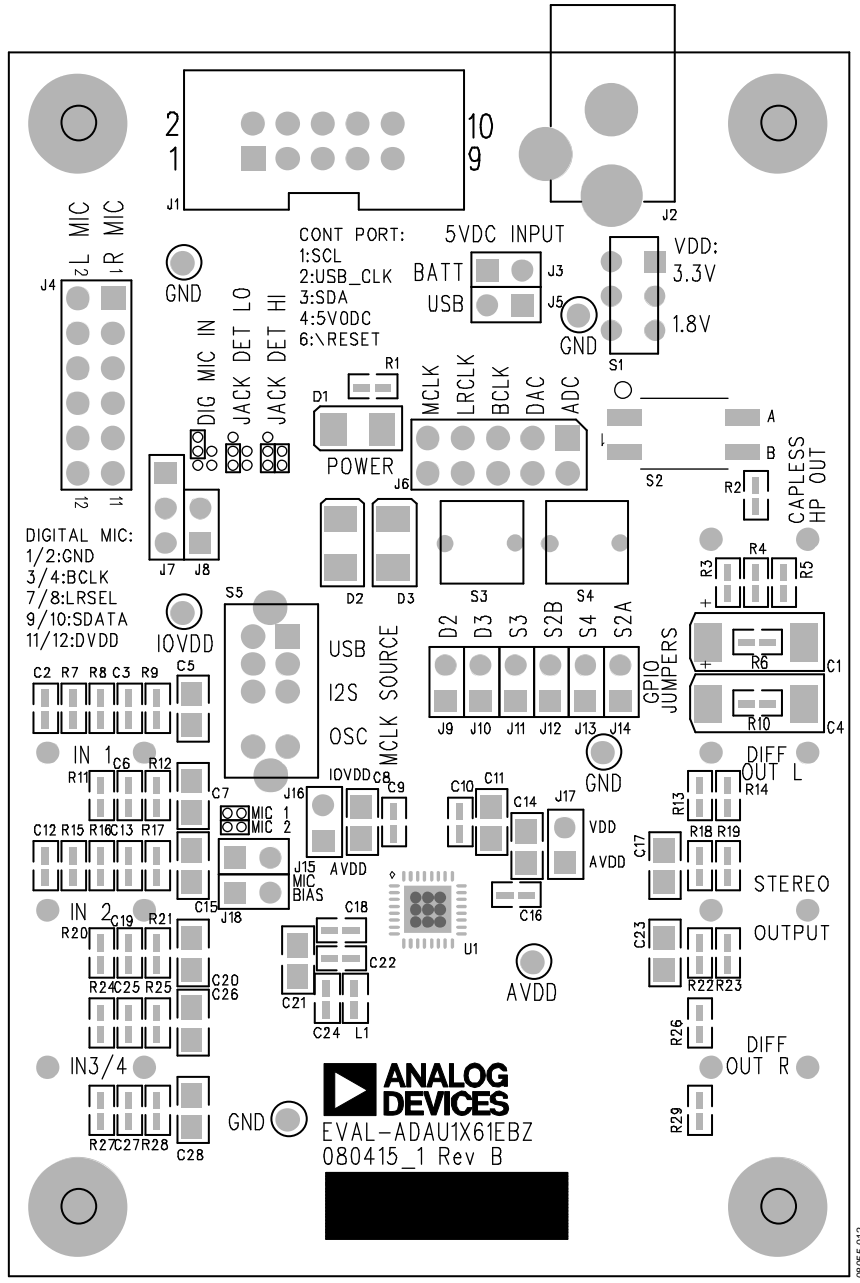 2
10
1
9
J1
J2
L MIC
R MIC
J4
2
1
GND
CONT PORT:
1:SCL
2:USB_CLK
3:SDA
4:5VODC
6:\RESET
5VDC INPUT
BATT
J3
USB
J5
GND
VDD:
3.3V
1.8V
S1
DIG MIC IN
JACK DET LO
JACK DET HI
R1
D1
POWER
MCLK
LRCLK
BCLK
DAC
ADC
J6
A
1
B
S2
R2
CAPLESS
HP OUT
12
11
DIGITAL MIC:
1/2:GND
3/4:BCLK
7/8:LRSEL
9/10:SDATA
11/12:DVDD
J7
J8
D2
D3
S3
S4
R3
R4
R5
+
IOVDD
S5
USB
I2S
OSC
MCLK SOURCE
D2
D3
S3
S2B
S4
S2A
J9
J10
J11
J12
J13
J14
GPIO
JUMPERS
+
R6
C1
R10
C4
C2
R7
R8
C3
R9
C5
IN 1
R11
C6
R12
C7
J16
IOVDD
C8
C9
C10
C11
C14
J17
VDD
AVDD
GND
DIFF
OUT L
R13
R14
MIC 1
MIC 2
C12
R15
R16
C13
R17
C15
J15
MIC
BIAS
J18
AVDD
C16
C17
R18
R19
STEREO
OUTPUT
IN 2
R20
C19
R21
C20
C18
C22
C21
C24
L1
U1
AVDD
C23
R22
R23
R24
C25
R25
C26
R26
IN3/4
DIFF
OUT R
R27
C27
R28
C28
GND
R29
ANALOG
DEVICES
EVAL-ADAU1X61EBZ
080415_1 Rev B